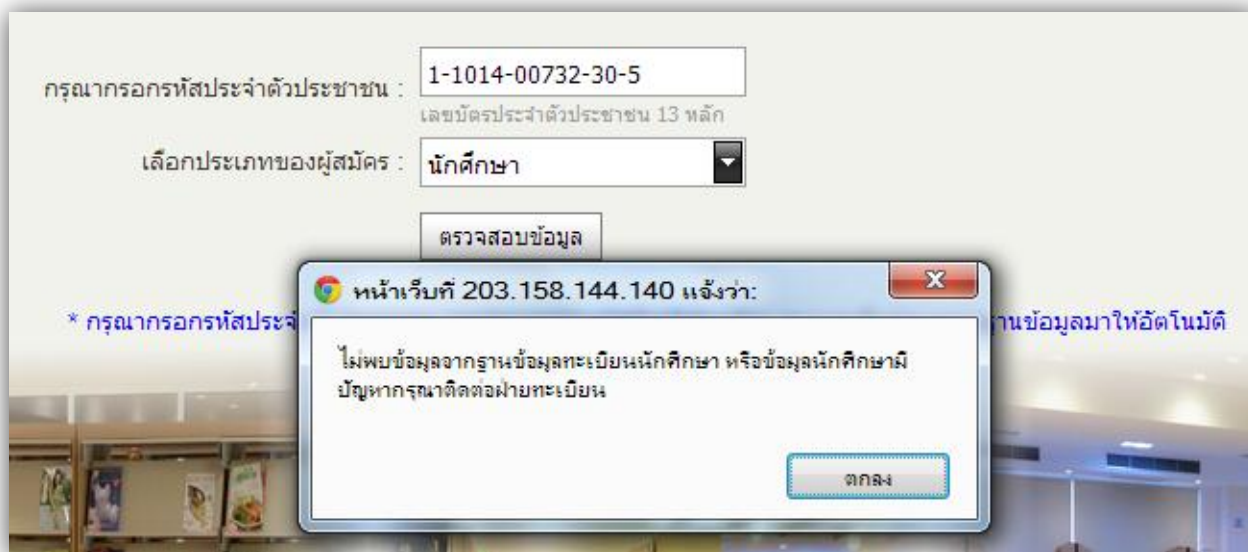 กรุณากรอกรหัสประจำตัวประชาชน : 1-1014-00732-30-5
เลขบัตรประจำตัวประชาชน 13 หลัก
เลือกประเภทของผู้สมัคร : นักศึกษา
ตรวจสอบข้อมูล
หน้าเว็บที่ 203.158.144.140 แจ้งว่า:
* กรุณากรอกรหัสประจำ
านข้อมูลมาให้อัตโนมัติ
ไม่พบข้อมูลจากฐานข้อมูลทะเบียนนักศึกษา หรือข้อมูลนักศึกษามี
ปัญหากรุณาติดต่อฝ่ายทะเบียน
ตกลง